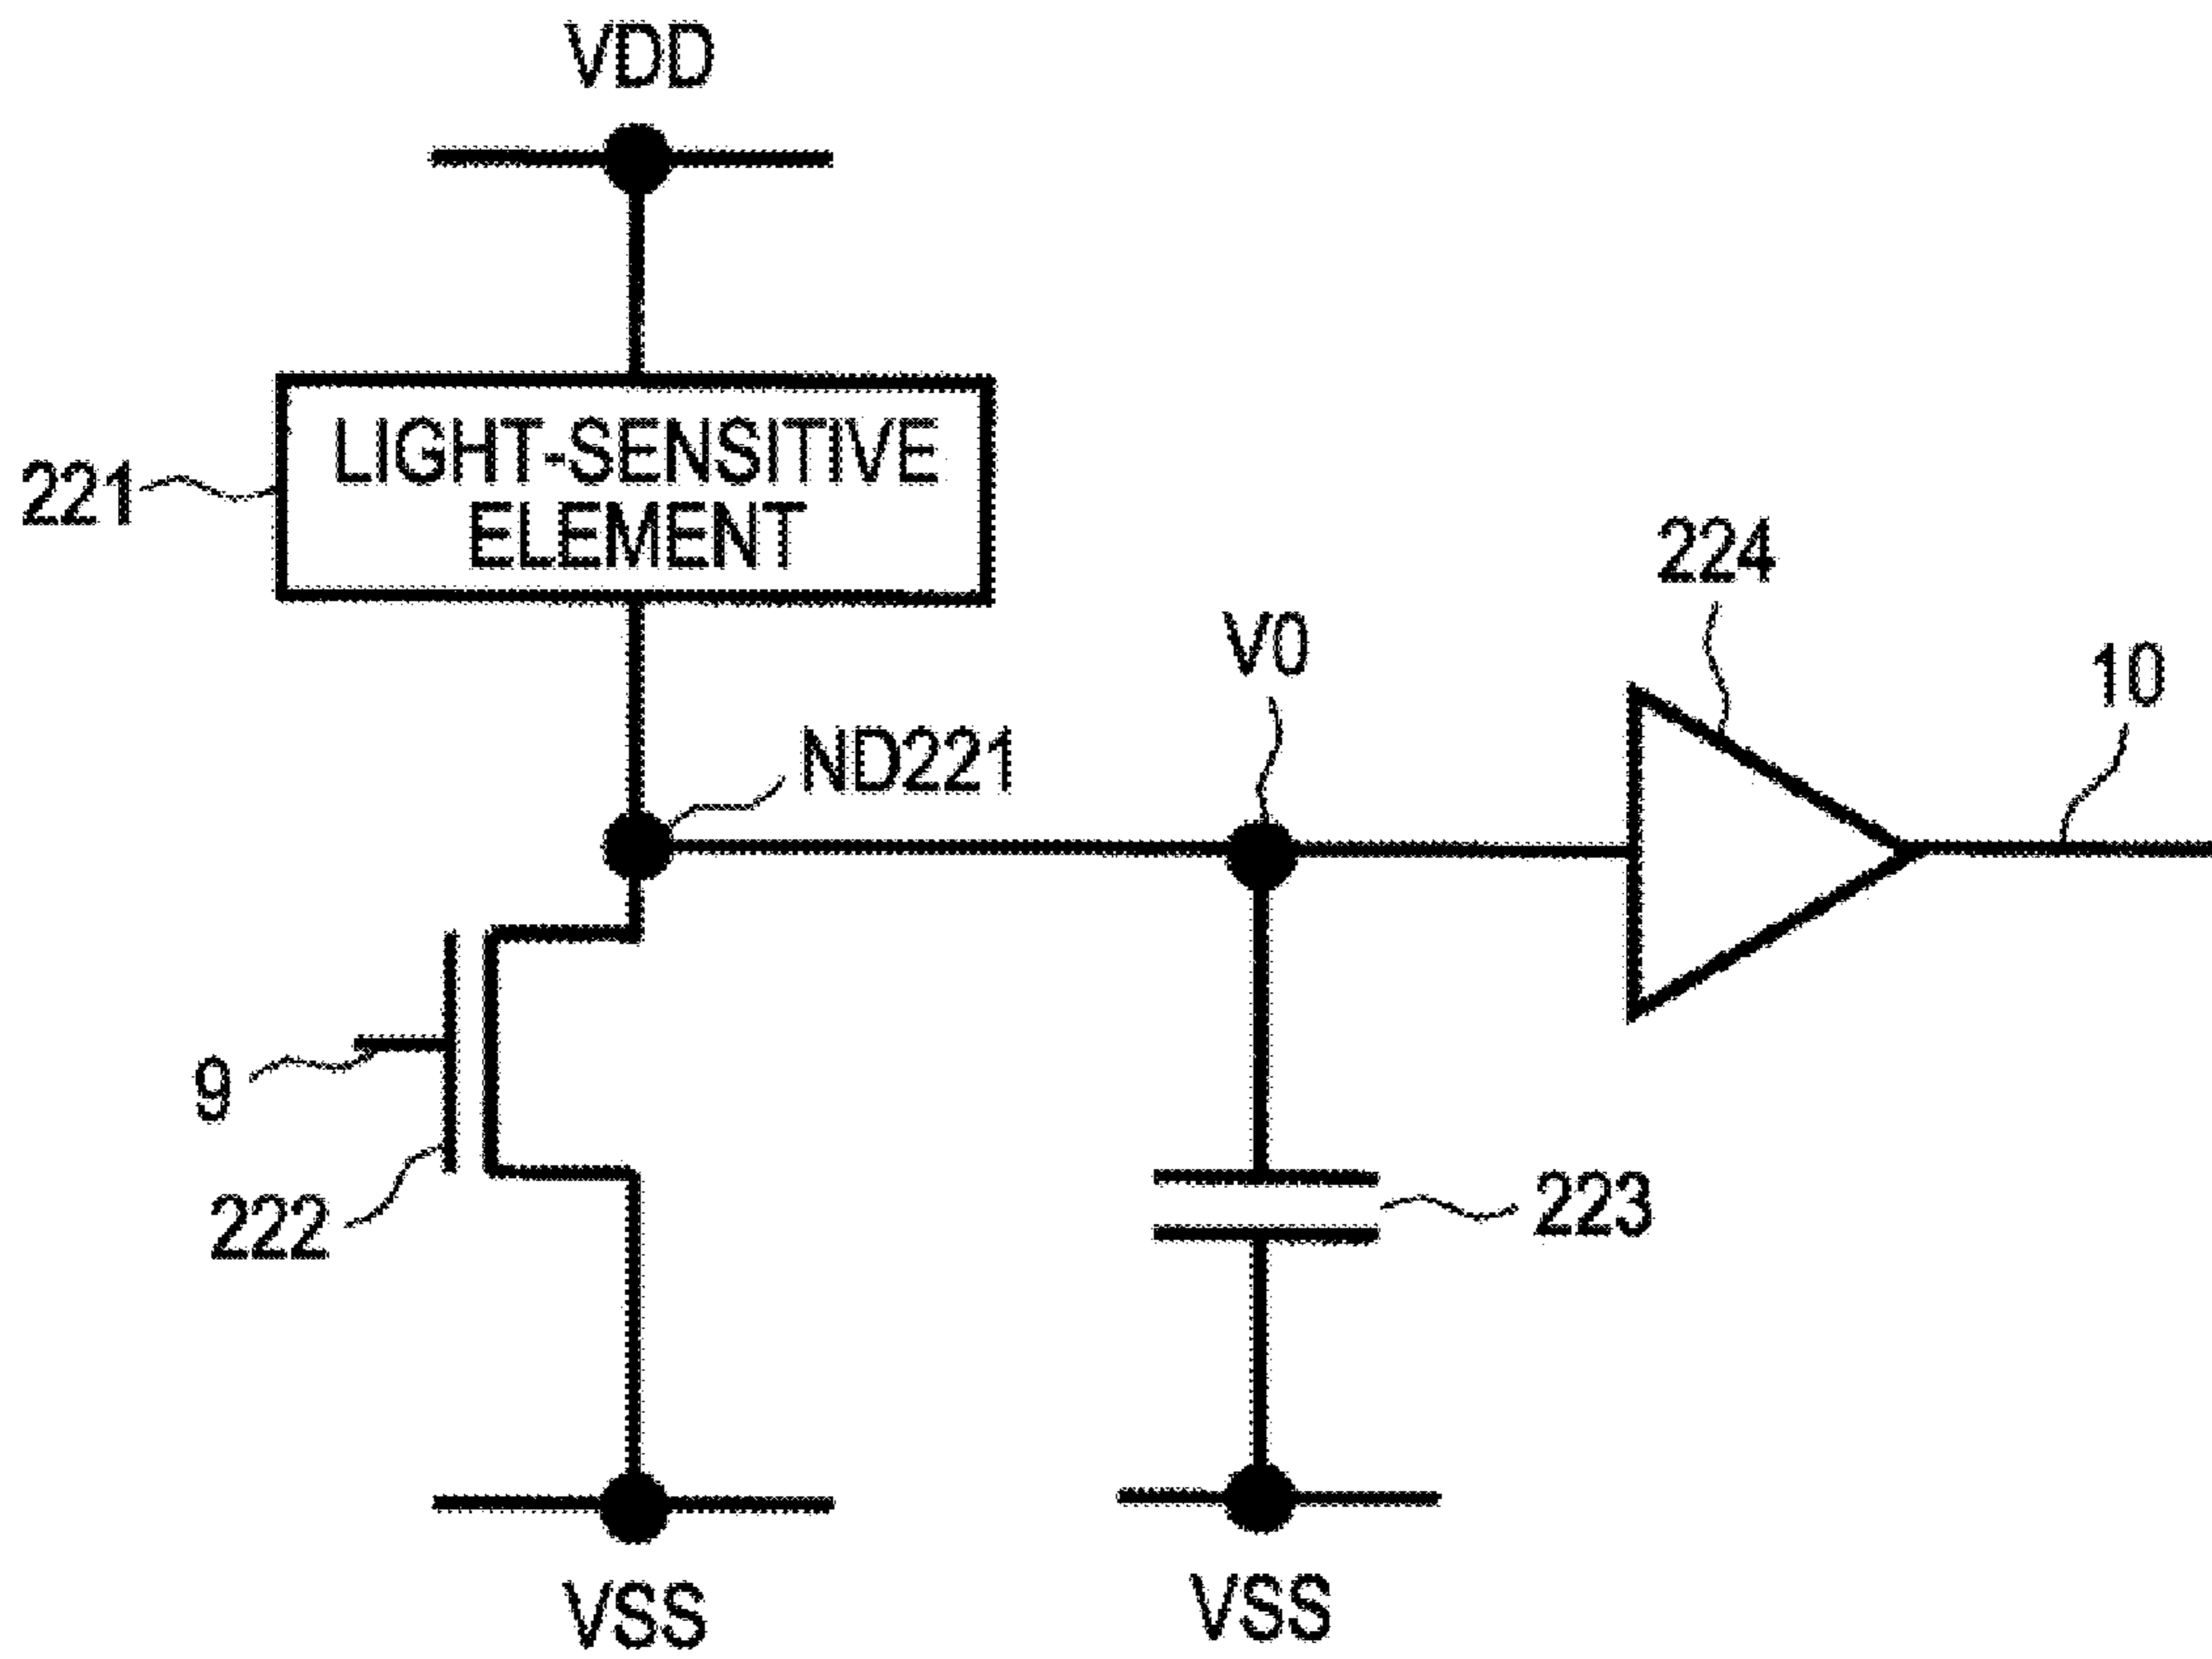 VDD
LIGHT-SENSITIVE
ELEMENT
221
224
V0
10
ND221
9
222
223
VSS
VSS